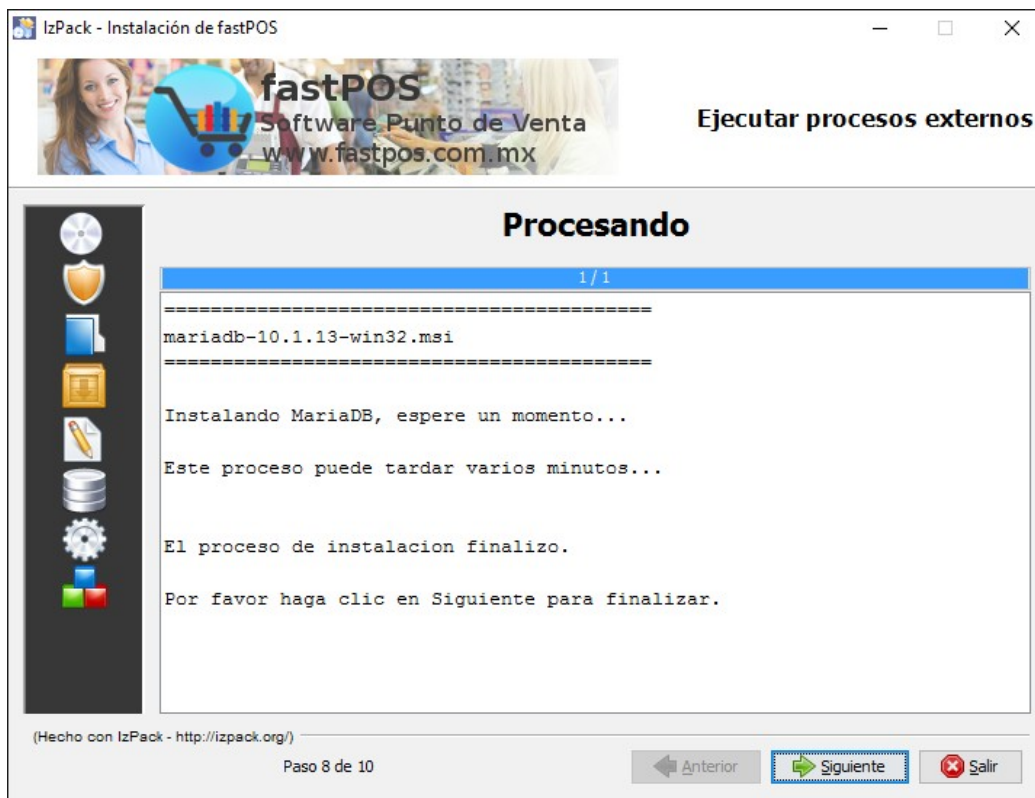 IzPack - Instalación de fastPOS
fastPOS
Software Punto de Venta
www.fastpos.com.mx
Ejecutar procesos externos
Procesando
1 / 1
==========================================
mariadb-10.1.13-win32.msi
==========================================
Instalando MariaDB, espere un momento...
Este proceso puede tardar varios minutos...
El proceso de instalacion finalizo.
Por favor haga clic en Siguiente para finalizar.
(Hecho con IzPack - http://izpack.org/)
Paso 8 de 10
Anterior
Siguiente
Salir